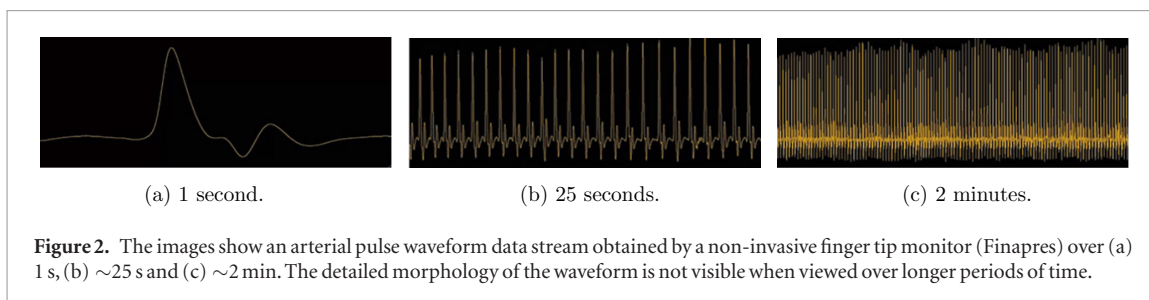 (a) 1 second.
(b) 25 seconds.
(c) 2 minutes.
Figure 2. The images show an arterial pulse waveform data stream obtained by a non-invasive finger tip monitor (Finapres) over (a)
1 s, (b) ∼25 s and (c) ∼2 min. The detailed morphology of the waveform is not visible when viewed over longer periods of time.